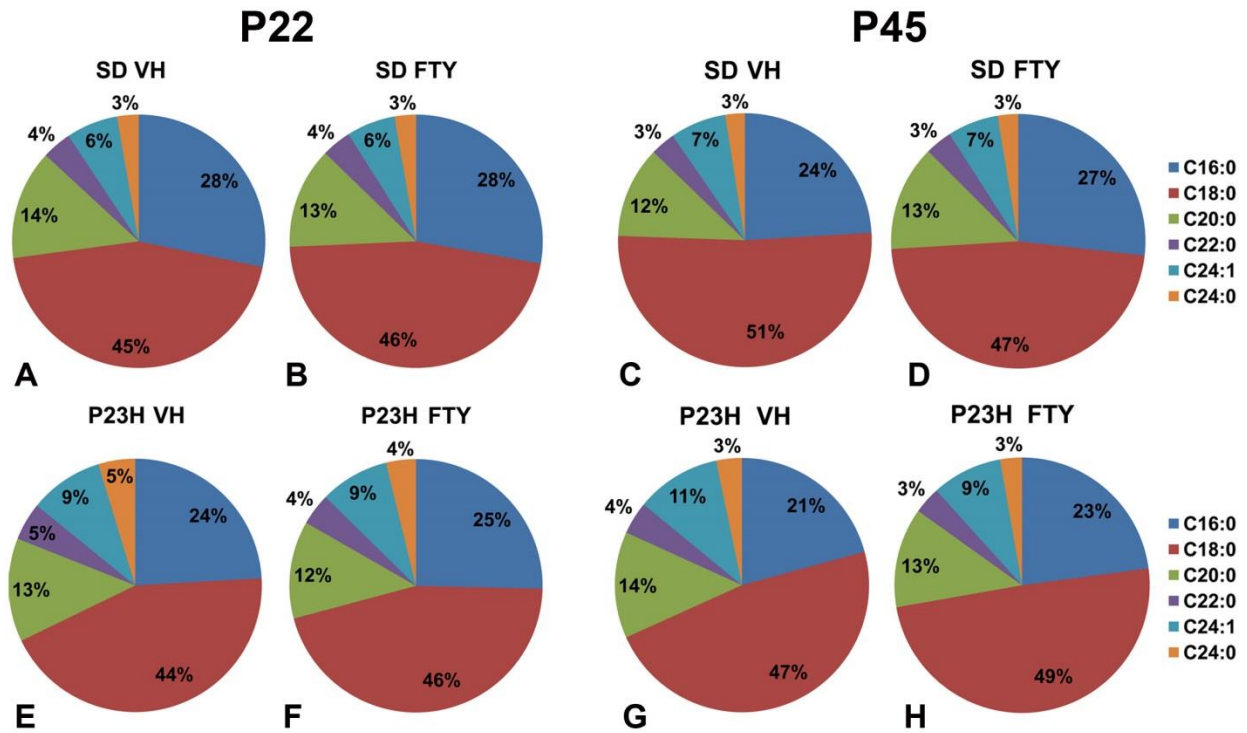 P22
P45
SD VH
SD FTY
SD VH
SD FTY
3%
4%
6%
28%
14%
45%
A
3%
4%
6%
28%
13%
46%
B
3%
3%
7%
24%
12%
51%
C
3%
3%
7%
27%
13%
47%
D
C16:0
C18:0
C20:0
C22:0
C24:1
C24:0
P23H VH
P23H FTY
P23H VH
P23H FTY
5%
9%
5%
24%
13%
44%
E
4%
9%
4%
25%
12%
46%
F
3%
11%
4%
21%
14%
47%
G
3%
9%
3%
23%
13%
49%
H
C16:0
C18:0
C20:0
C22:0
C24:1
C24:0